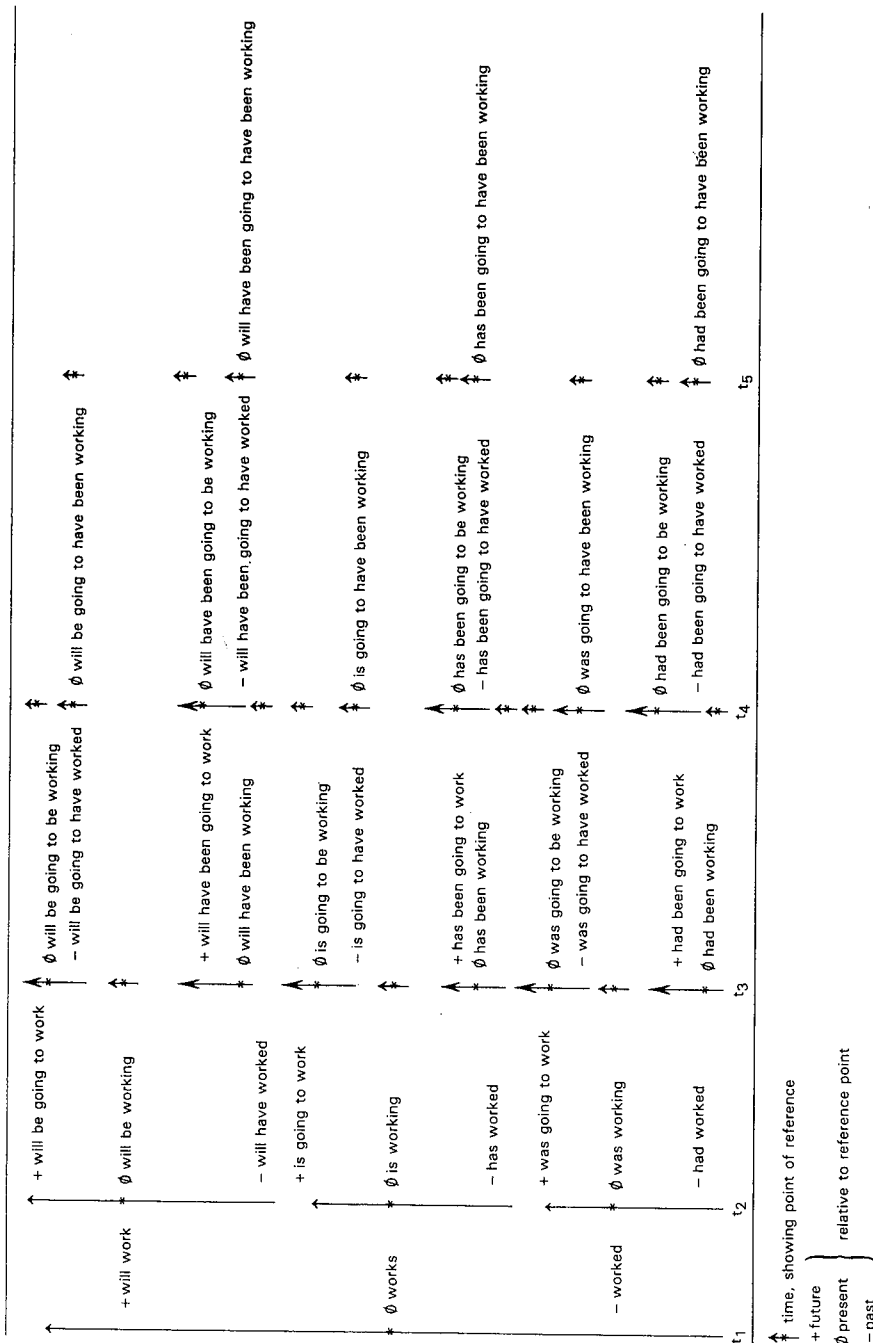 + will work
ø works
− worked
t1
+ will be going to work
ø will be working
− will have worked
+ is going to work
ø is working
− has worked
+ was going to work
ø was working
− had worked
t2
ø will be going to be working
− will be going to have worked
+ will have been going to work
ø will have been working
ø is going to be working
− is going to have worked
+ has been going to work
ø has been working
ø was going to be working
− was going to have worked
+ had been going to work
ø had been working
t3
ø will be going to have been working
ø will have been going to be working
− will have been going to have worked
ø is going to have been working
ø has been going to be working
− has been going to have worked
ø was going to have been working
ø had been going to be working
− had been going to have worked
t4
ø will have been going to have been working
ø has been going to have been working
ø had been going to have been working
t5
time, showing point of reference
+ future
ø present } relative to reference point
− past